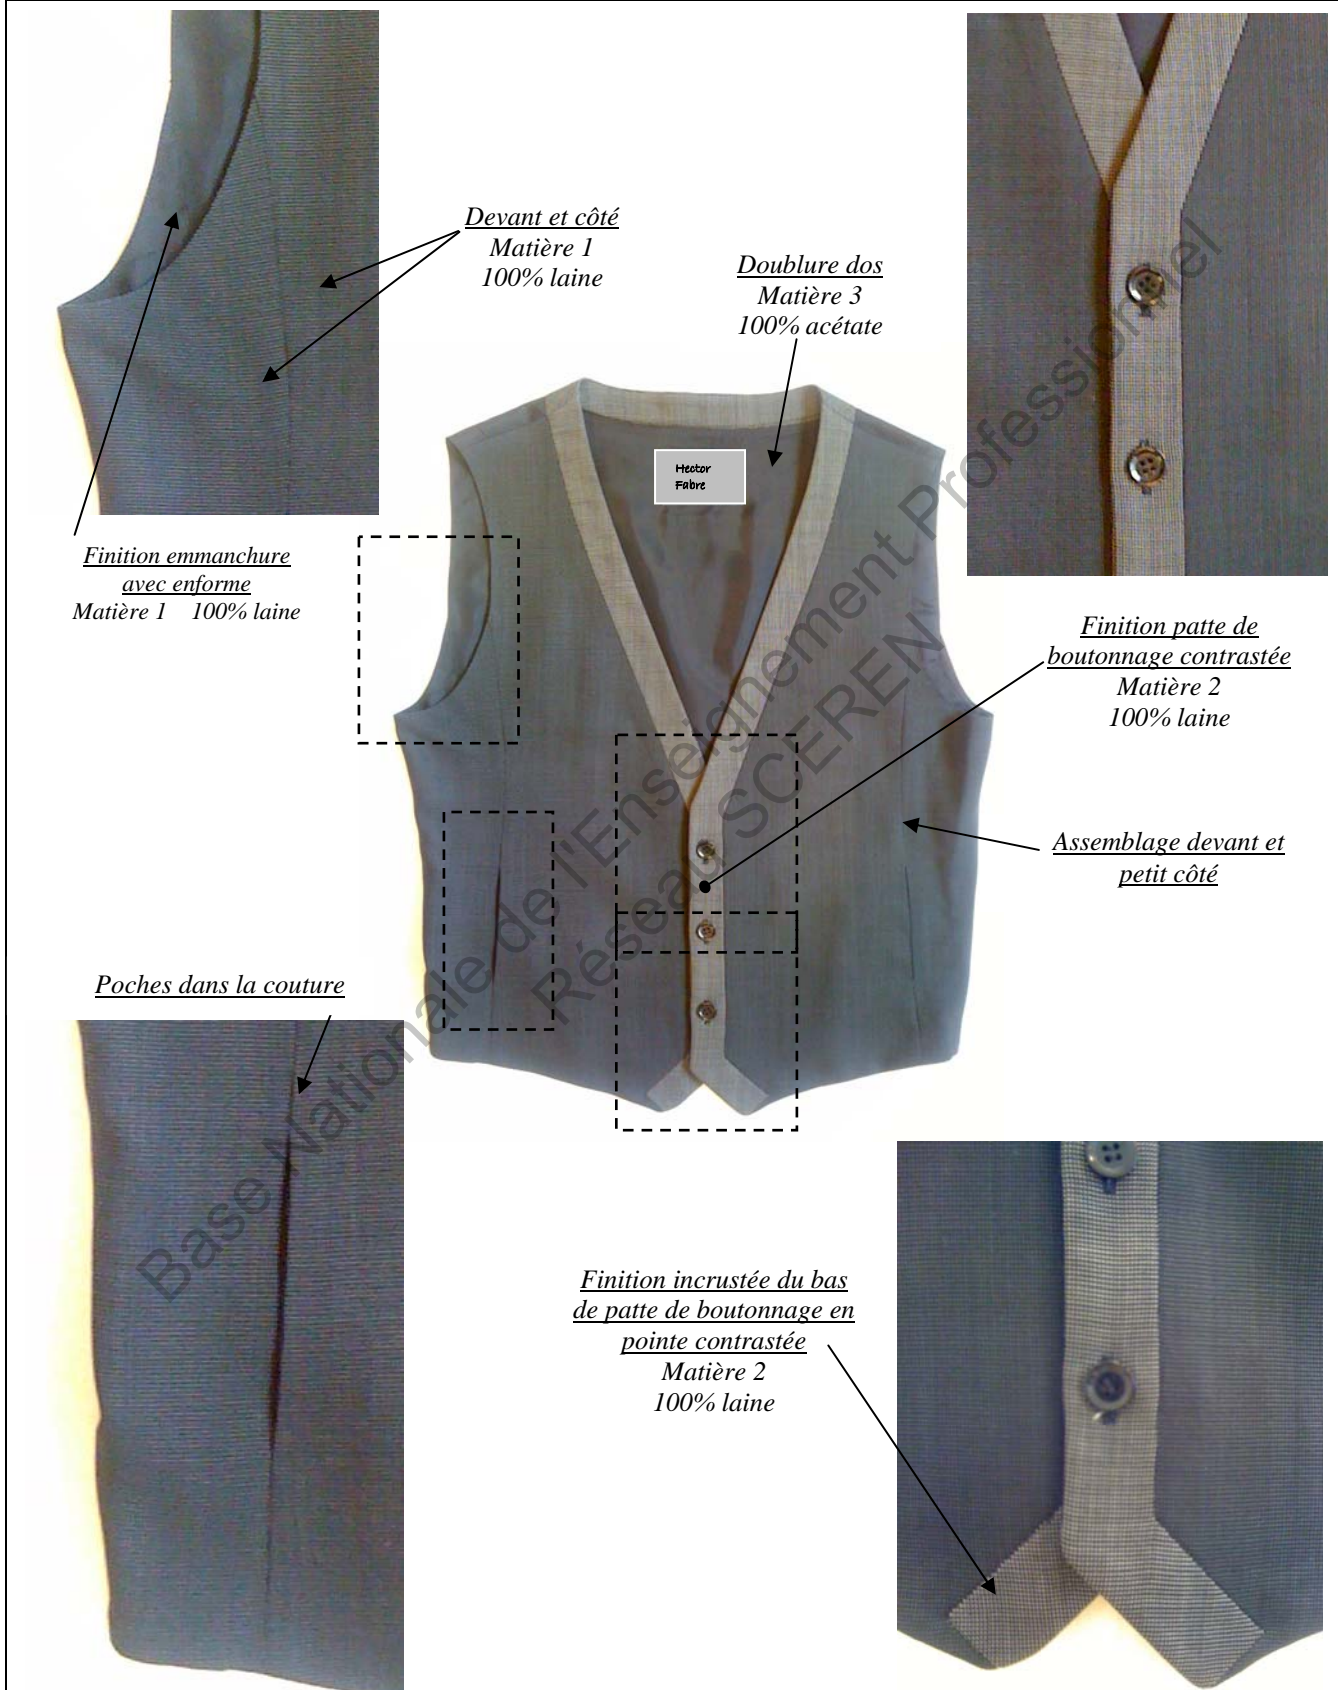 Devant et côté
Matière 1
100% laine
Doublure dos
Matière 3
100% acétate
Hector
Fabre
Finition emmanchure
avec enforme
Matière 1 100% laine
Finition patte de
boutonnage contrastée
Matière 2
100% laine
Assemblage devant et
petit côté
Poches dans la couture
Finition incrustée du bas
de patte de boutonnage en
pointe contrastée
Matière 2
100% laine
Base Nationale de l'Enseignement Professionnel
Réseau SCEREN